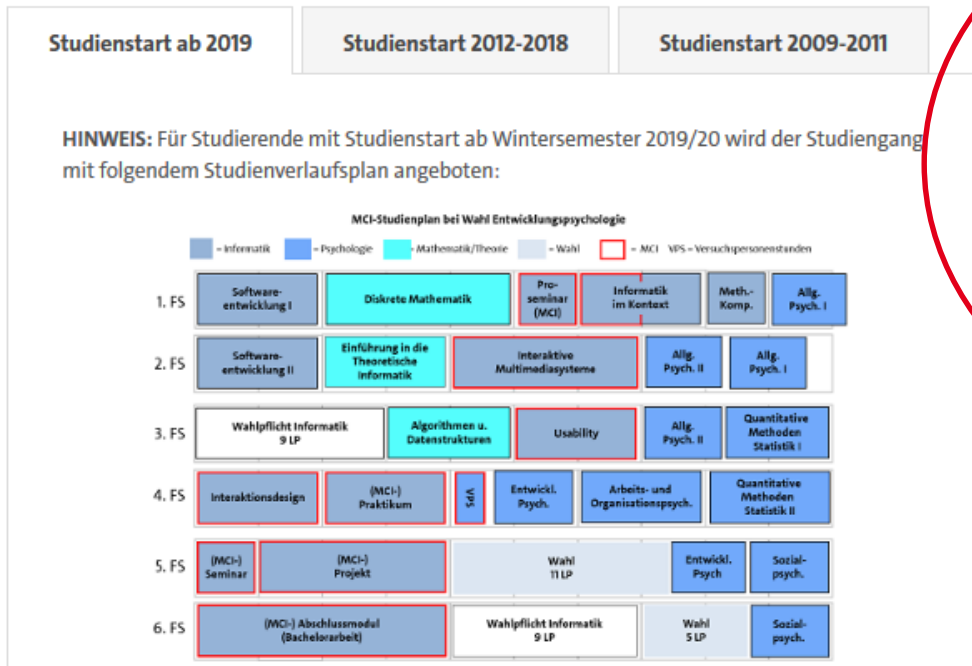 Studienstart ab 2019
Studienstart 2012-2018
Studienstart 2009-2011
HINWEIS: Für Studierende mit Studienstart ab Wintersemester 2019/20 wird der Studiengang
mit folgendem Studienverlaufsplan angeboten:
MCI-Studienplan bei Wahl Entwicklungspsychologie
= Informatik = Psychologie = Mathematik/Theorie = Wahl = MCI VPS = Versuchspersonenstunden
1. FS
Software-
entwicklung I
Diskrete Mathematik
Pro-
seminar
(MCI)
Informatik
im Kontext
Meth.-
Komp.
Allg.
Psych. I
2. FS
Software-
entwicklung II
Einführung in die
Theoretische
Informatik
Interaktive
Multimediasysteme
Allg.
Psych. II
Allg.
Psych. I
3. FS
Wahlpflicht Informatik
9 LP
Algorithmen u.
Datenstrukturen
Usability
Allg.
Psych. II
Quantitative
Methoden
Statistik I
4. FS
Interaktionsdesign
(MCI-)
Praktikum
VPS
Entwickl.
Psych.
Arbeits- und
Organisationspsych.
Quantitative
Methoden
Statistik II
5. FS
(MCI-)
Seminar
(MCI-)
Projekt
Wahl
11 LP
Entwickl.
Psych
Sozial-
psych.
6. FS
(MCI-) Abschlussmodul
(Bachelorarbeit)
Wahlpflicht Informatik
9 LP
Wahl
5 LP
Sozial-
psych.